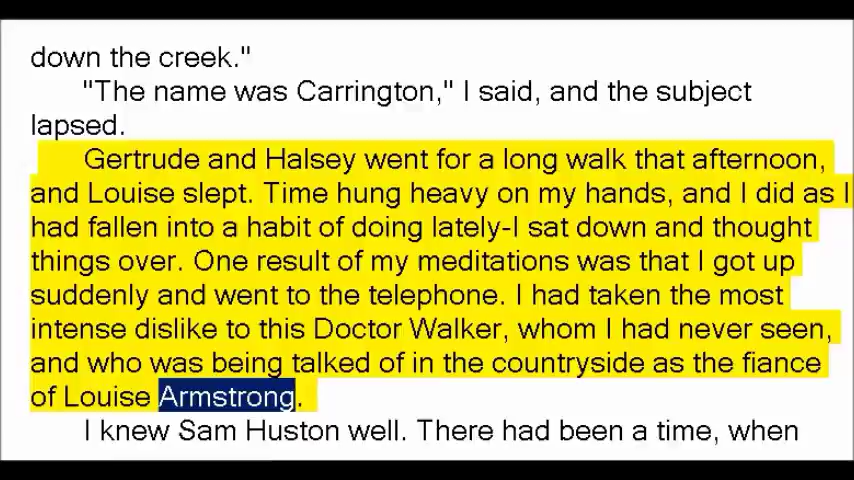 down the creek."
"The name was Carrington," I said, and the subject
lapsed.
Gertrude and Halsey went for a long walk that afternoon,
and Louise slept. Time hung heavy on my hands, and I did as I
had fallen into a habit of doing lately-I sat down and thought
things over. One result of my meditations was that I got up
suddenly and went to the telephone. I had taken the most
intense dislike to this Doctor Walker, whom I had never seen,
and who was being talked of in the countryside as the fiance
of Louise Armstrong.
I knew Sam Huston well. There had been a time, when